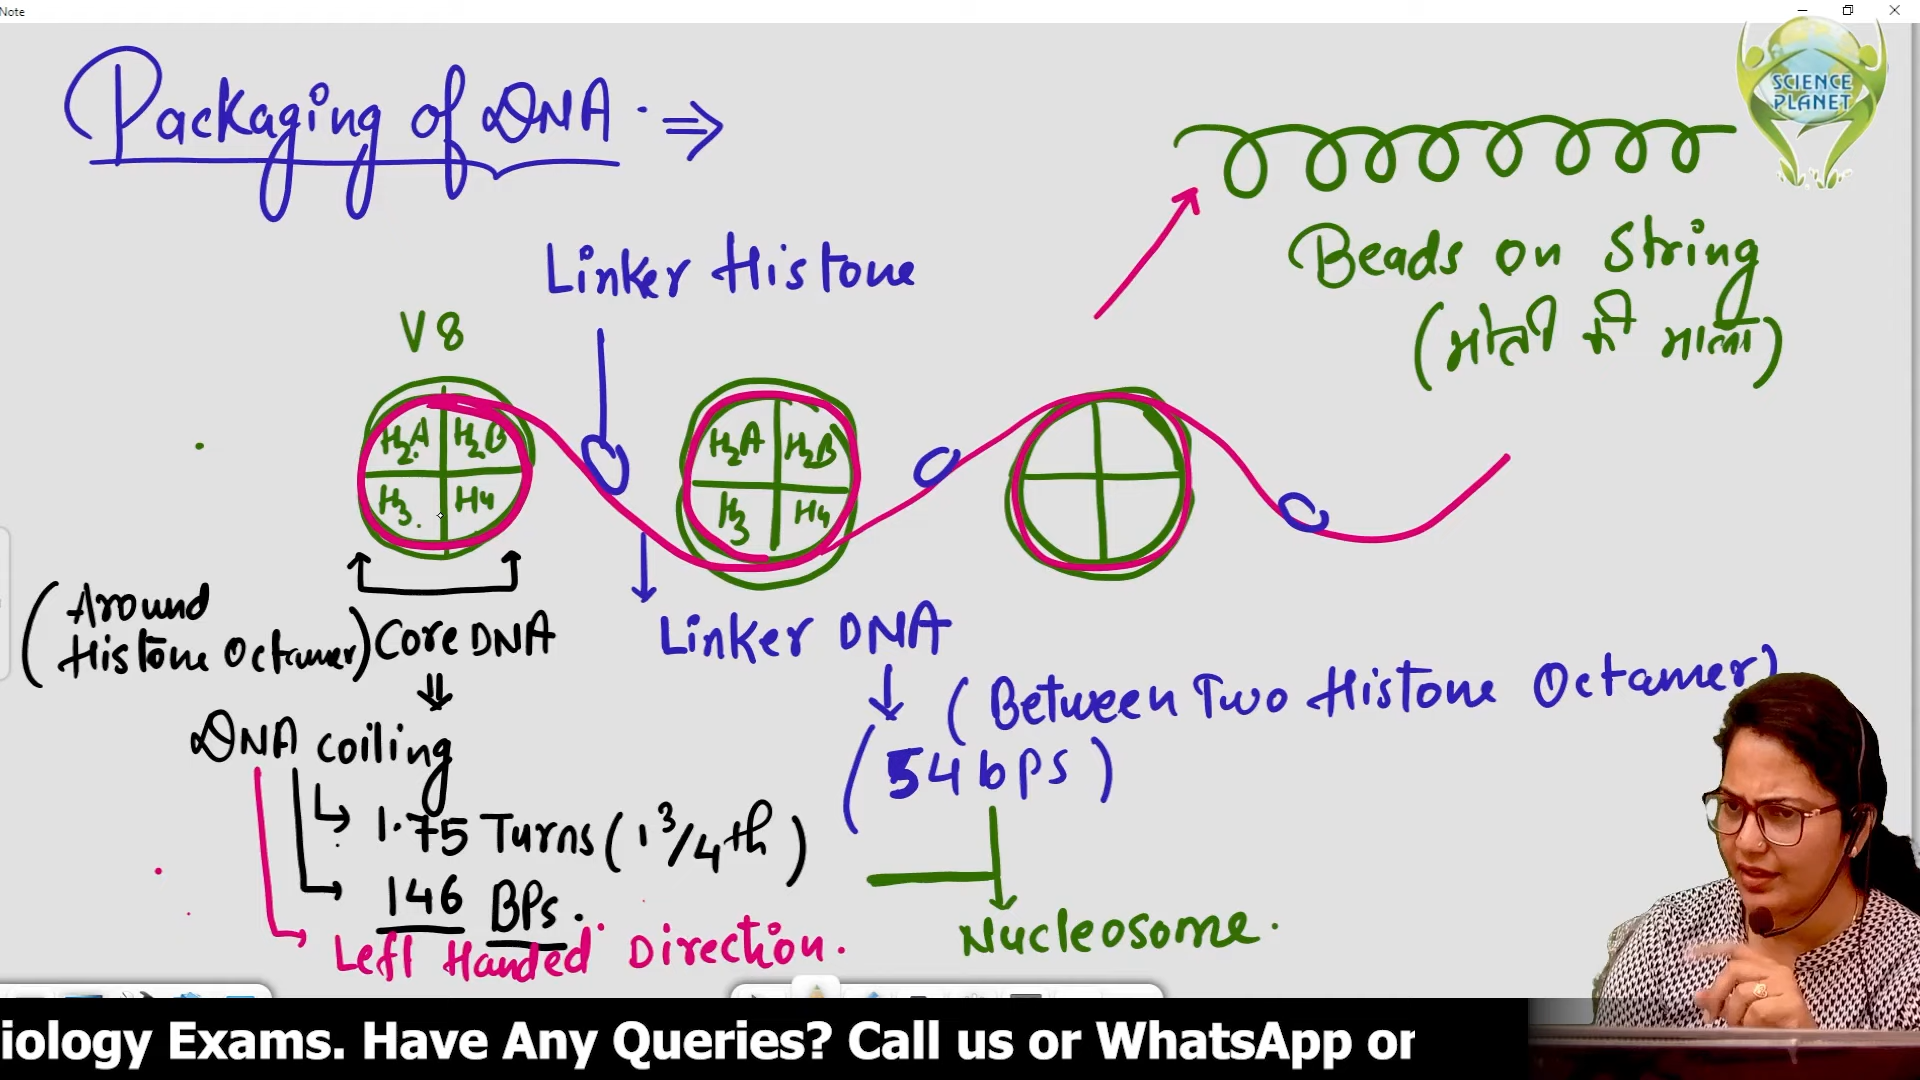 Note
SCIENCE
PLANET
Packaging of DNA ⇒
Beads on String
(मोती की माला)
Linker Histone
V 8
H2A H2B
H3 H4
H2A H2B
H3 H4
(Around
Histone Octamer) Core DNA
Linker DNA
(Between Two Histone Octamer)
(54 bps)
DNA coiling
1.75 Turns (1 3/4th)
146 BPs.
Left Handed Direction.
Nucleosome.
iology Exams. Have Any Queries? Call us or WhatsApp or